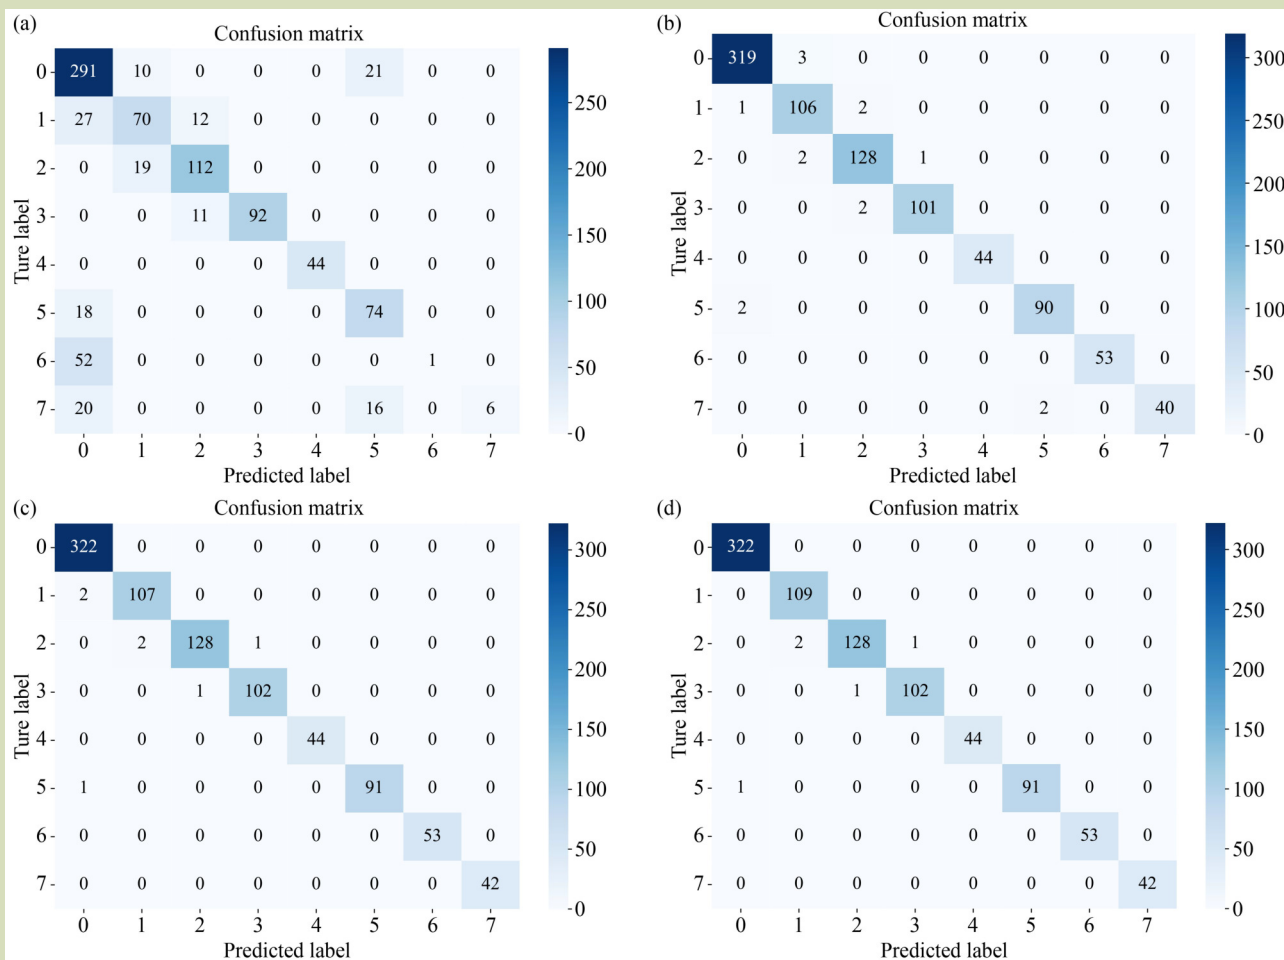 (a)
Confusion matrix
0 291 10 0 0 0 21 0 0
1 27 70 12 0 0 0 0 0
2 0 19 112 0 0 0 0 0
3 0 0 11 92 0 0 0 0
4 0 0 0 0 44 0 0 0
5 18 0 0 0 0 74 0 0
6 52 0 0 0 0 0 1 0
7 20 0 0 0 0 16 0 6
0 1 2 3 4 5 6 7
Predicted label
Ture label
250
200
150
100
50
0
(b)
Confusion matrix
0 319 3 0 0 0 0 0 0
1 1 106 2 0 0 0 0 0
2 0 2 128 1 0 0 0 0
3 0 0 2 101 0 0 0 0
4 0 0 0 0 44 0 0 0
5 2 0 0 0 0 90 0 0
6 0 0 0 0 0 0 53 0
7 0 0 0 0 0 2 0 40
0 1 2 3 4 5 6 7
Predicted label
Ture label
300
250
200
150
100
50
0
(c)
Confusion matrix
0 322 0 0 0 0 0 0 0
1 2 107 0 0 0 0 0 0
2 0 2 128 1 0 0 0 0
3 0 0 1 102 0 0 0 0
4 0 0 0 0 44 0 0 0
5 1 0 0 0 0 91 0 0
6 0 0 0 0 0 0 53 0
7 0 0 0 0 0 0 0 42
0 1 2 3 4 5 6 7
Predicted label
Ture label
300
250
200
150
100
50
0
(d)
Confusion matrix
0 322 0 0 0 0 0 0 0
1 0 109 0 0 0 0 0 0
2 0 2 128 1 0 0 0 0
3 0 0 1 102 0 0 0 0
4 0 0 0 0 44 0 0 0
5 1 0 0 0 0 91 0 0
6 0 0 0 0 0 0 53 0
7 0 0 0 0 0 0 0 42
0 1 2 3 4 5 6 7
Predicted label
Ture label
300
250
200
150
100
50
0